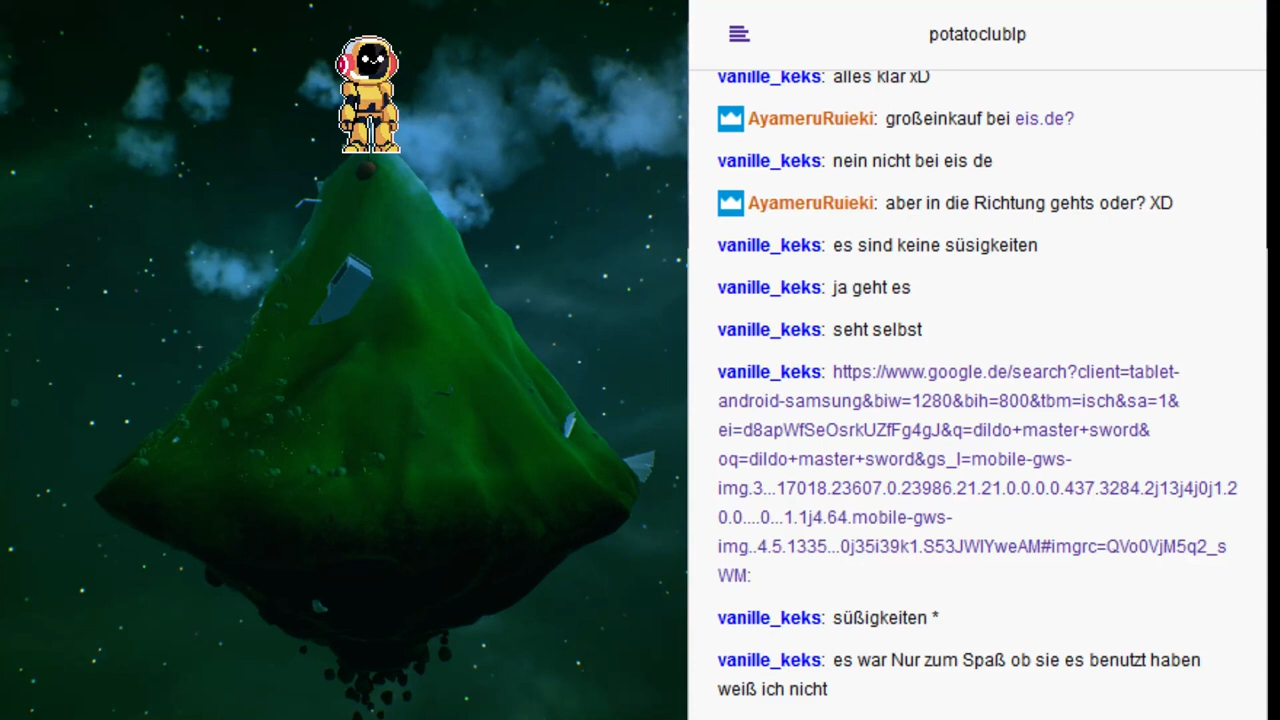 potatoclublp
vanille_keks: alles klar xD
AyameruRuieki: großeinkauf bei eis.de?
vanille_keks: nein nicht bei eis de
AyameruRuieki: aber in die Richtung gehts oder? XD
vanille_keks: es sind keine süsigkeiten
vanille_keks: ja geht es
vanille_keks: seht selbst
vanille_keks: https://www.google.de/search?client=tablet-
android-samsung&biw=1280&bih=800&tbm=isch&sa=1&
ei=d8apWfSeOsrkUZfFg4gJ&q=dildo+master+sword&
oq=dildo+master+sword&gs_l=mobile-gws-
img.3...17018.23607.0.23986.21.21.0.0.0.0.437.3284.2j13j4j0j1.2
0.0....0...1.1j4.64.mobile-gws-
img..4.5.1335...0j35i39k1.S53JWlYweAM#imgrc=QVo0VjM5q2_s
WM:
vanille_keks: süßigkeiten *
vanille_keks: es war Nur zum Spaß ob sie es benutzt haben
weiß ich nicht